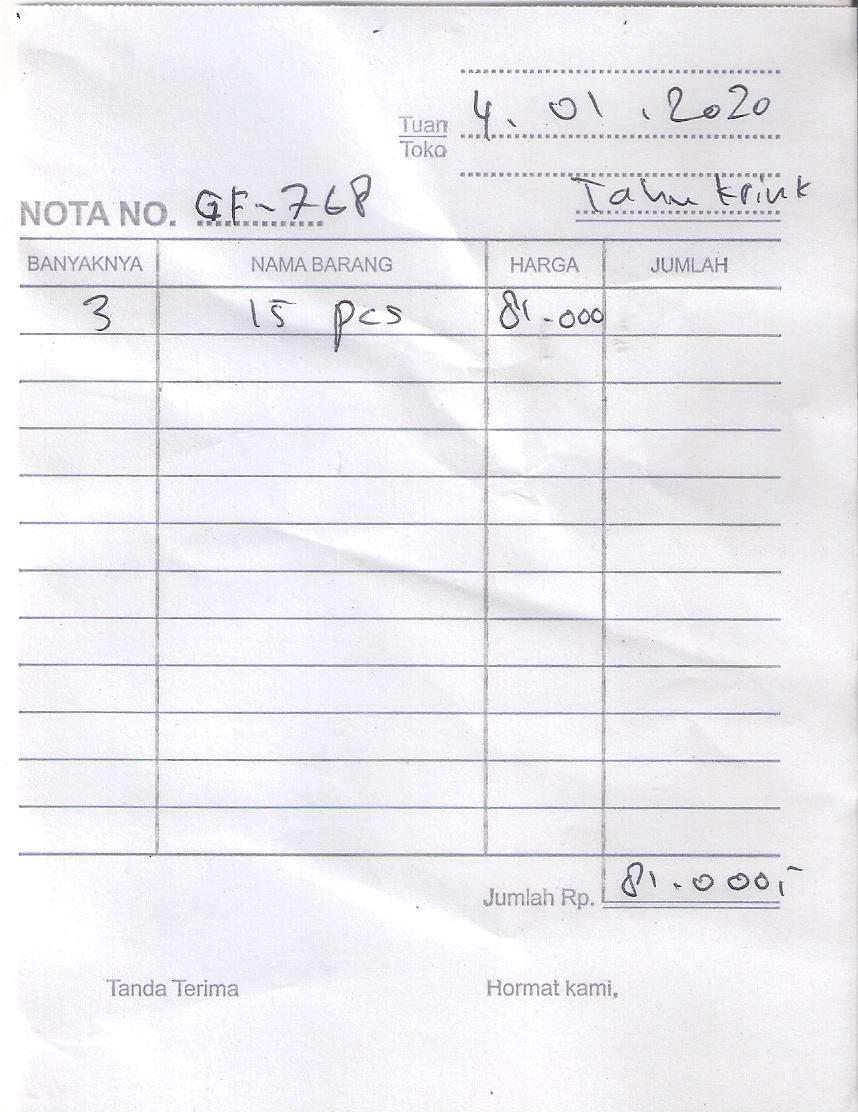 4. 01 . 2020
Tuan
Toko
Tahu krink
NOTA NO. GF-768
BANYAKNYA NAMA BARANG HARGA JUMLAH
3 15 pcs 81.000
Jumlah Rp. 81.000,-
Tanda Terima Hormat kami,